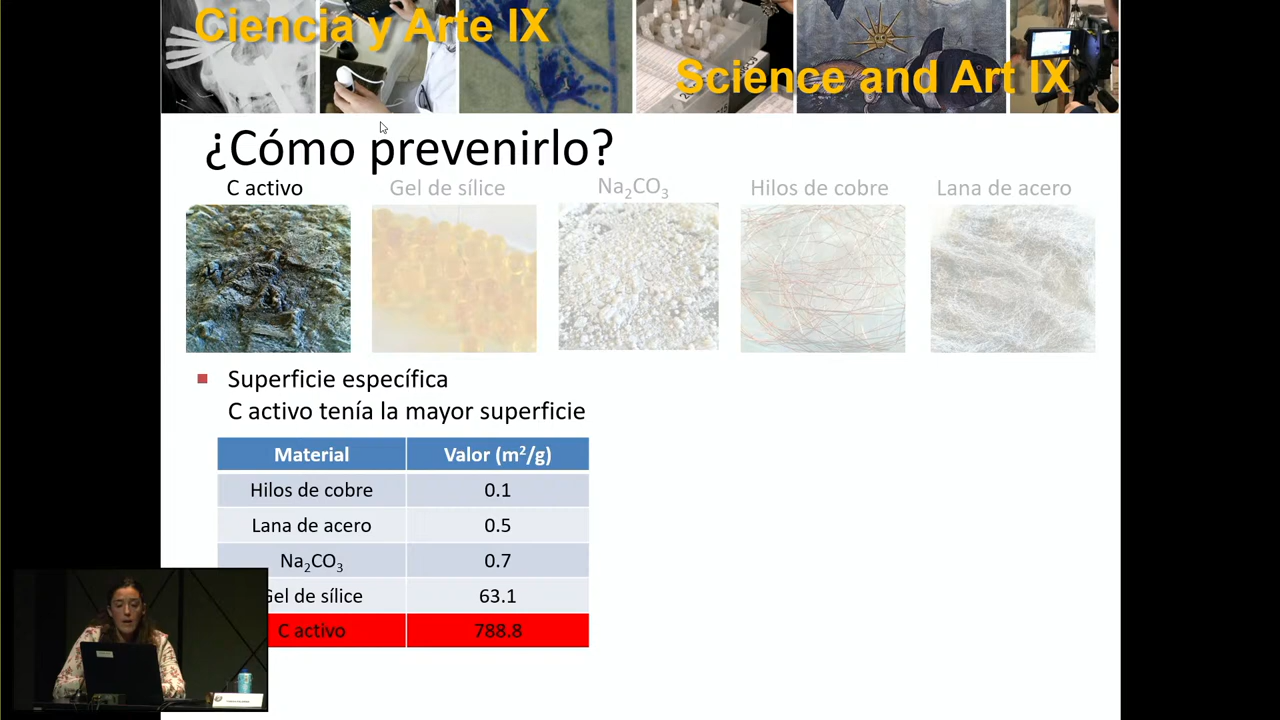 Ciencia y Arte IX
Science and Art IX
¿Cómo prevenirlo?
C activo
Gel de sílice
Na₂CO₃
Hilos de cobre
Lana de acero
Superficie específica
C activo tenía la mayor superficie
Material Valor (m²/g)
Hilos de cobre 0.1
Lana de acero 0.5
Na₂CO₃ 0.7
Gel de sílice 63.1
C activo 788.8